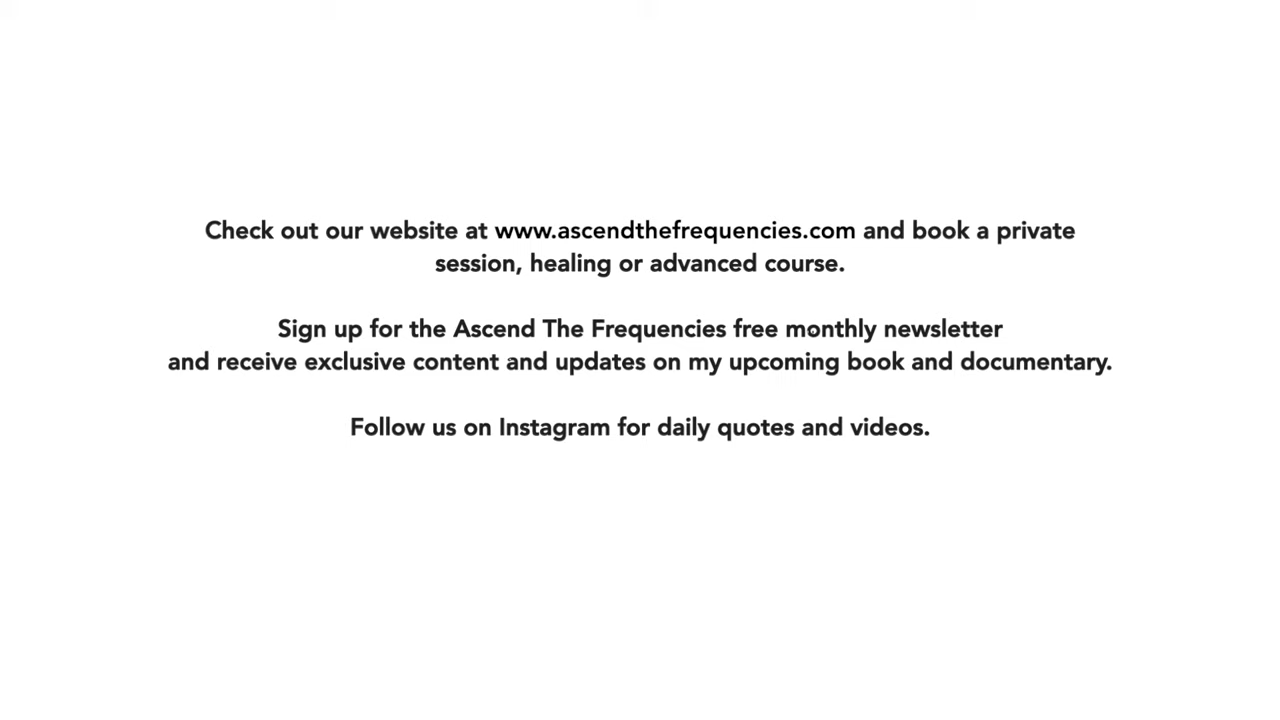 Check out our website at www.ascendthefrequencies.com and book a private
session, healing or advanced course.
Sign up for the Ascend The Frequencies free monthly newsletter
and receive exclusive content and updates on my upcoming book and documentary.
Follow us on Instagram for daily quotes and videos.